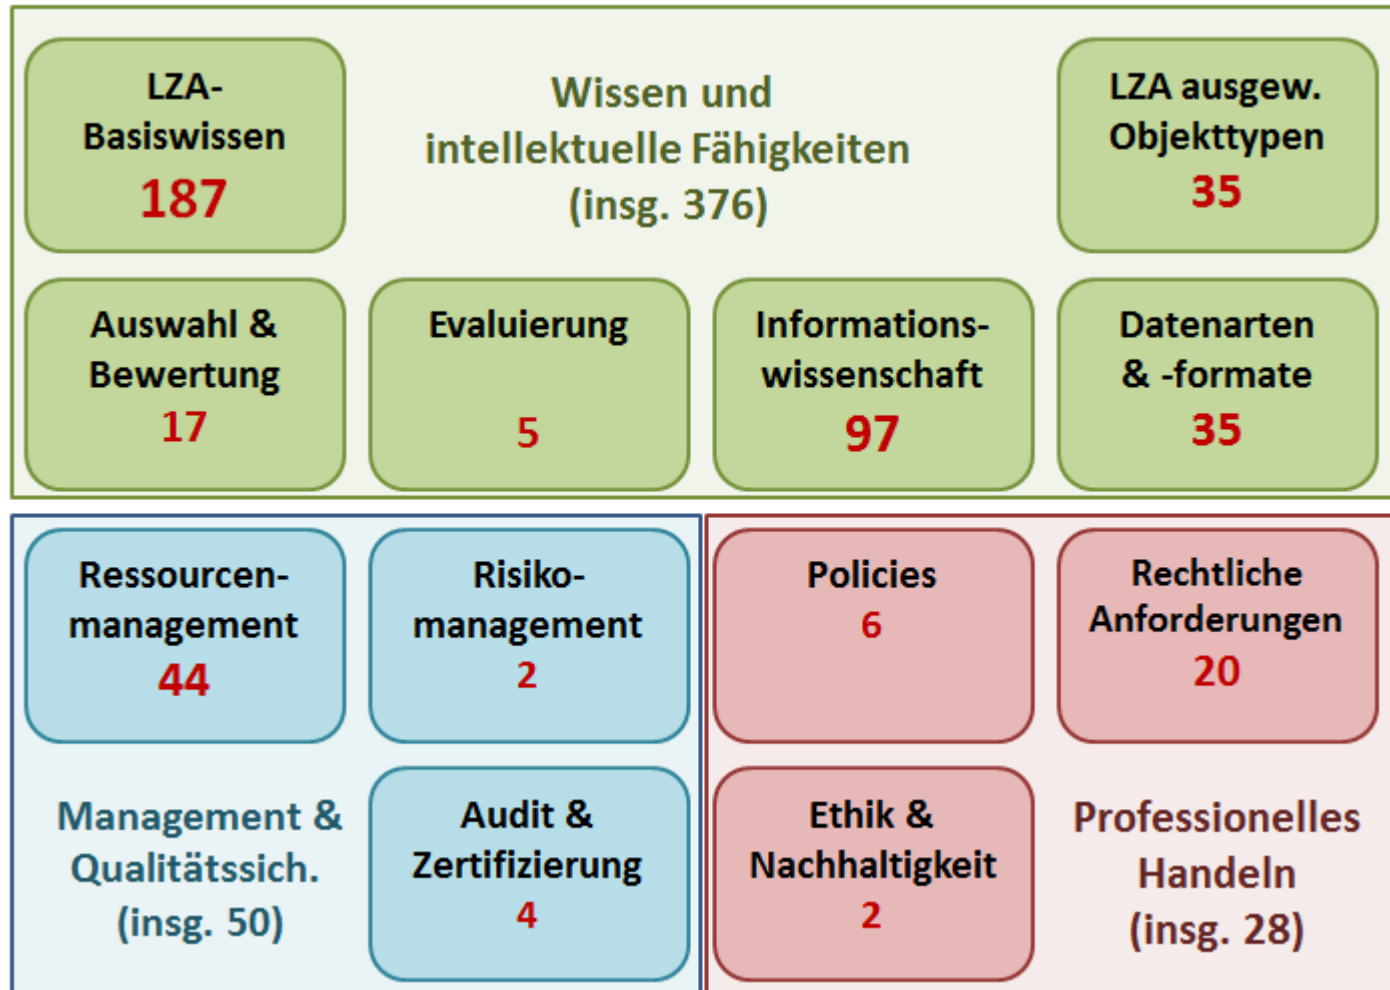 LZA-
Basiswissen
187
Wissen und
intellektuelle Fähigkeiten
(insg. 376)
LZA ausgew.
Objekttypen
35
Auswahl &
Bewertung
17
Evaluierung
5
Informations-
wissenschaft
97
Datenarten
& -formate
35
Ressourcen-
management
44
Risiko-
management
2
Policies
6
Rechtliche
Anforderungen
20
Management &
Qualitätssich.
(insg. 50)
Audit &
Zertifizierung
4
Ethik &
Nachhaltigkeit
2
Professionelles
Handeln
(insg. 28)